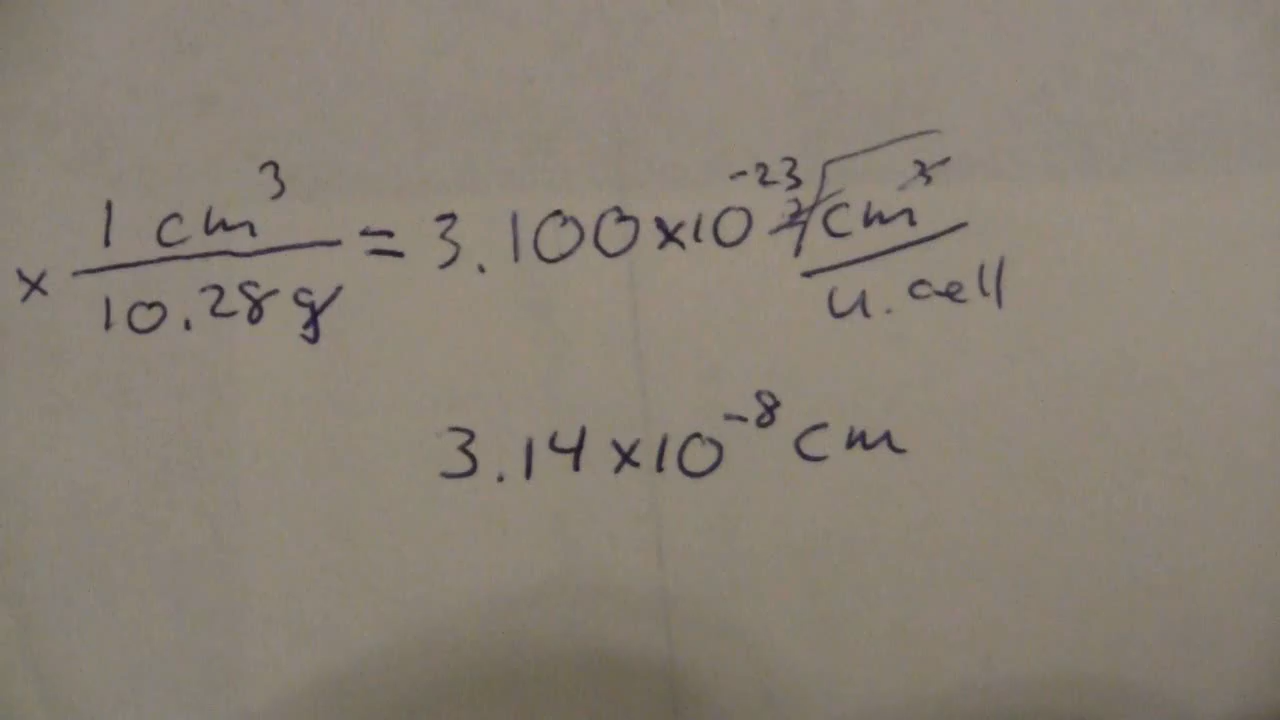 × 1 cm³ / 10.28 g = 3.100 × 10⁻²³ ∛cm³ / u. cell
3.14 × 10⁻⁸ cm